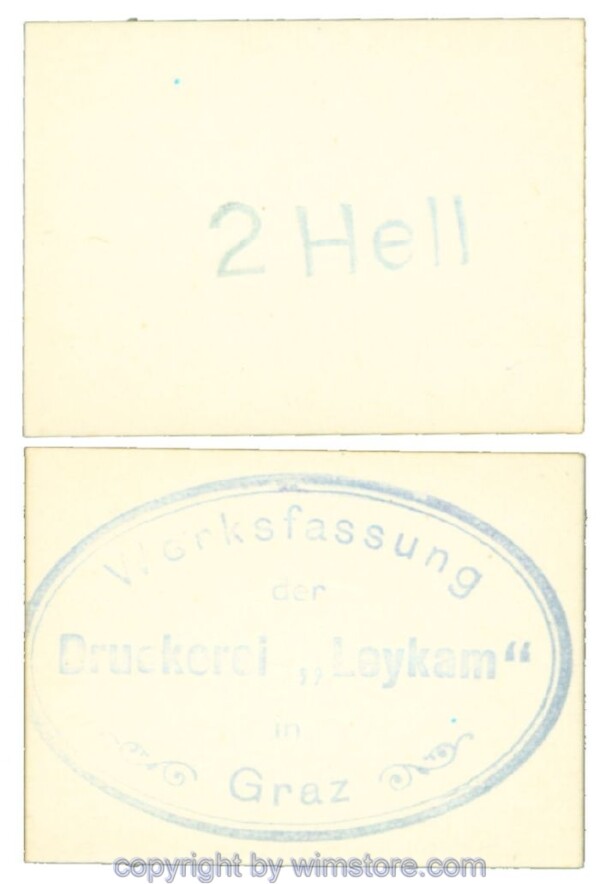 2 Hell
Werksfassung
der
Druckerei „Leykam“
in
Graz
copyright by wimstore.com